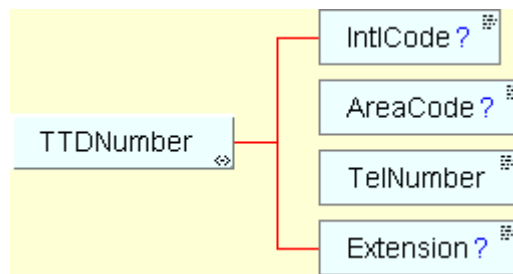 IntlCode?
AreaCode?
TTDNumber
TelNumber
Extension?